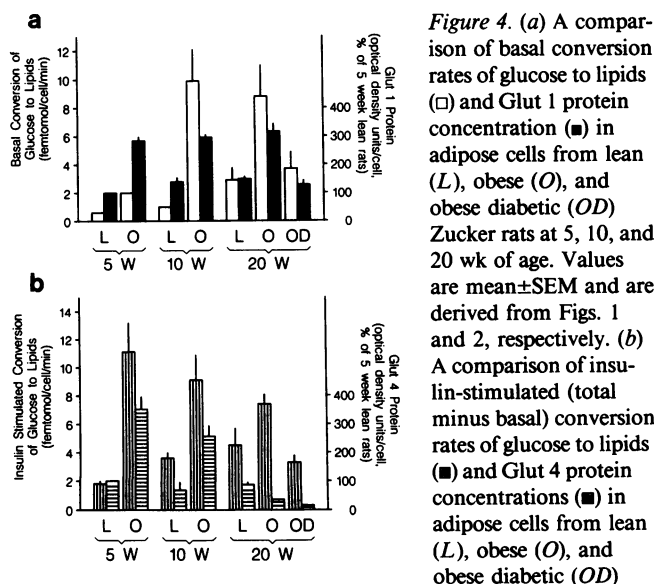 a
Basal Conversion of
Glucose to Lipids
(femtomol/cell/min)
12
10
8
6
4
2
0
Glut 1 Protein
(optical density units/cell,
% of 5 week lean rats)
400
300
200
100
0
L O L O L O OD
5 W 10 W 20 W
b
Insulin Stimulated Conversion
of Glucose to Lipids
(femtomol/cell/min)
14
12
10
8
6
4
2
0
Glut 4 Protein
(optical density units/cell,
% of 5 week lean rats)
400
300
200
100
0
L O L O L O OD
5 W 10 W 20 W
Figure 4. (a) A compar-
ison of basal conversion
rates of glucose to lipids
(□) and Glut 1 protein
concentration (■) in
adipose cells from lean
(L), obese (O), and
obese diabetic (OD)
Zucker rats at 5, 10, and
20 wk of age. Values
are mean±SEM and are
derived from Figs. 1
and 2, respectively. (b)
A comparison of insu-
lin-stimulated (total
minus basal) conversion
rates of glucose to lipids
(■) and Glut 4 protein
concentrations (■) in
adipose cells from lean
(L), obese (O), and
obese diabetic (OD)